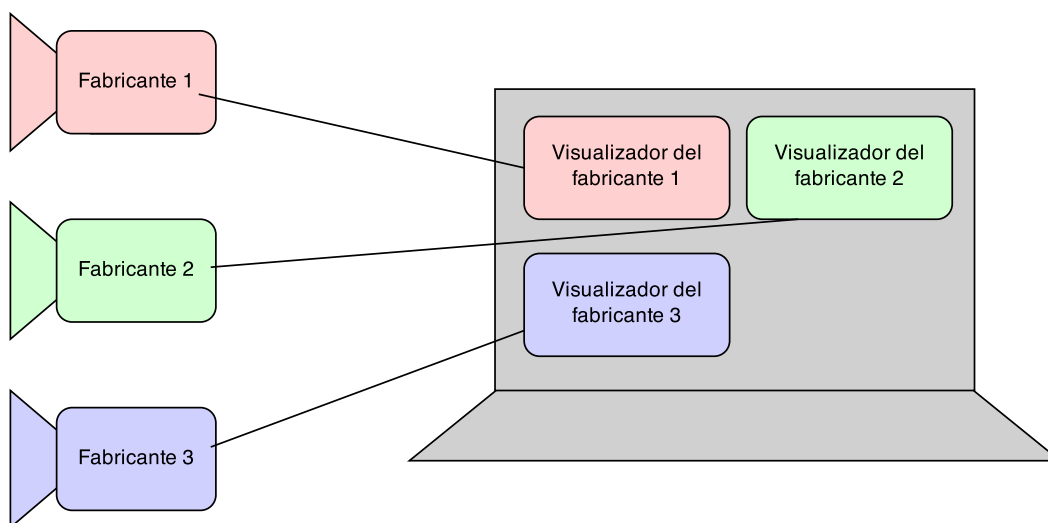 Fabricante 1
Visualizador del
fabricante 1
Visualizador del
fabricante 2
Fabricante 2
Visualizador del
fabricante 3
Fabricante 3